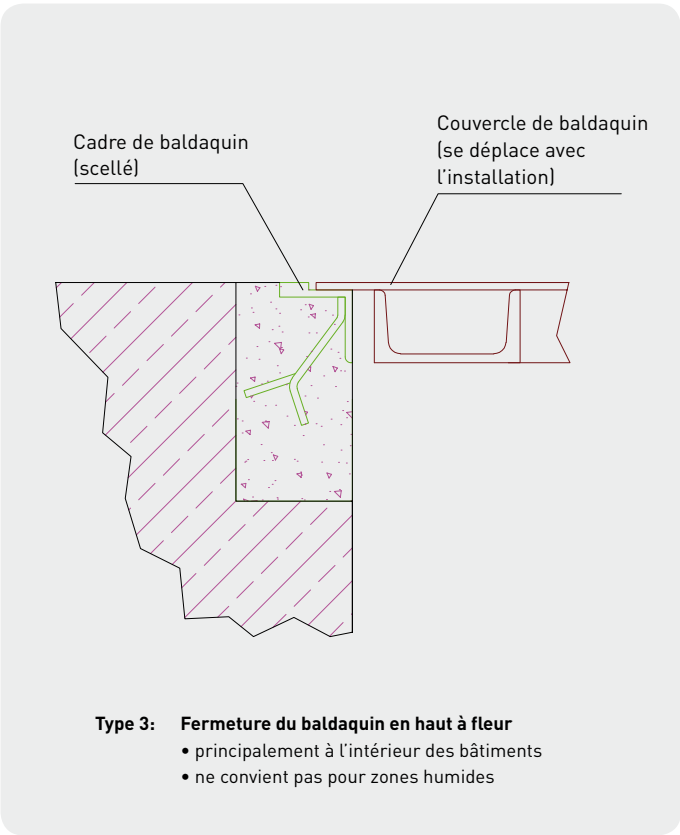 Cadre de baldaquin
(scellé)
Couvercle de baldaquin
(se déplace avec
l’installation)
Type 3: Fermeture du baldaquin en haut à fleur
• principalement à l’intérieur des bâtiments
• ne convient pas pour zones humides